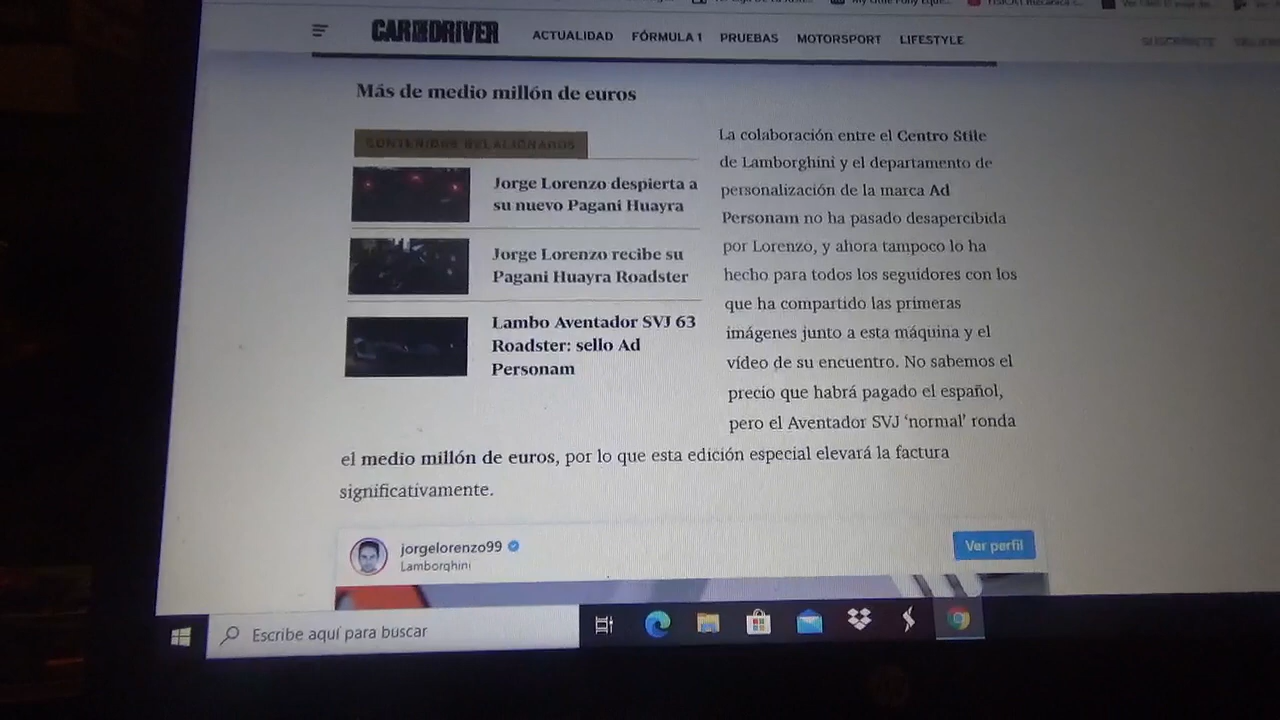 CAR AND DRIVER
ACTUALIDAD FÓRMULA 1 PRUEBAS MOTORSPORT LIFESTYLE
SUSCRÍBETE
Más de medio millón de euros
CONTENIDOS RELACIONADOS
Jorge Lorenzo despierta a
su nuevo Pagani Huayra
Jorge Lorenzo recibe su
Pagani Huayra Roadster
Lambo Aventador SVJ 63
Roadster: sello Ad
Personam
La colaboración entre el Centro Stile
de Lamborghini y el departamento de
personalización de la marca Ad
Personam no ha pasado desapercibida
por Lorenzo, y ahora tampoco lo ha
hecho para todos los seguidores con los
que ha compartido las primeras
imágenes junto a esta máquina y el
vídeo de su encuentro. No sabemos el
precio que habrá pagado el español,
pero el Aventador SVJ ‘normal’ ronda
el medio millón de euros, por lo que esta edición especial elevará la factura
significativamente.
jorgelorenzo99
Lamborghini
Ver perfil
Escribe aquí para buscar